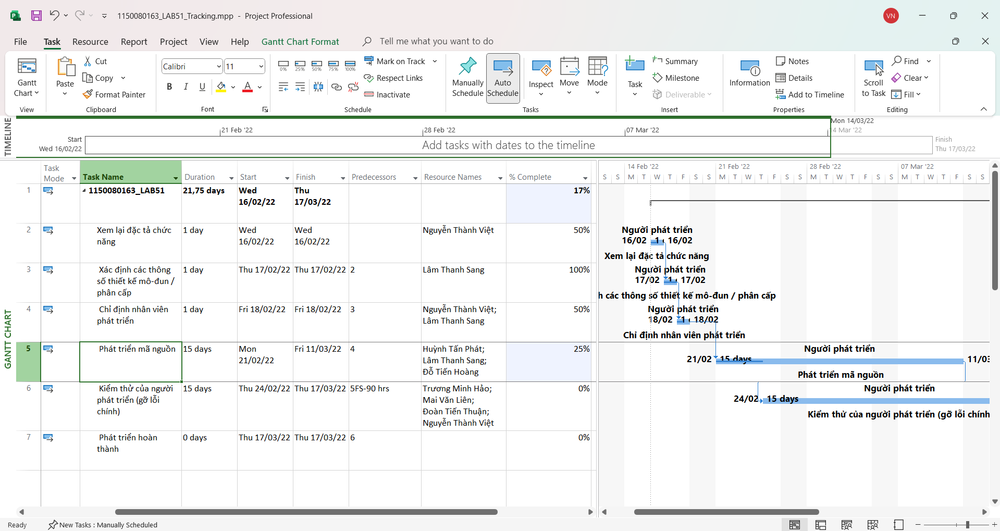 1150080163_LAB51_Tracking.mpp - Project Professional
VN
File Task Resource Report Project View Help Gantt Chart Format Tell me what you want to do
Gantt Chart
View
Paste
Cut
Copy
Format Painter
Clipboard
Calibri 11
B I U A
Font
0% 25% 50% 75% 100%
Mark on Track
Respect Links
Inactivate
Schedule
Manually Schedule
Auto Schedule
Inspect
Move
Mode
Tasks
Task
Summary
Milestone
Deliverable
Insert
Information
Notes
Details
Add to Timeline
Properties
Scroll to Task
Find
Clear
Fill
Editing
TIMELINE
Mon 14/03/22
21 Feb '22 28 Feb '22 07 Mar '22 4 Mar '22
Start
Wed 16/02/22
Add tasks with dates to the timeline
Finish
Thu 17/03/22
GANTT CHART
Task Mode Task Name Duration Start Finish Predecessors Resource Names % Complete
1 1150080163_LAB51 21,75 days Wed 16/02/22 Thu 17/03/22 17%
2 Xem lại đặc tả chức năng 1 day Wed 16/02/22 Wed 16/02/22 Nguyễn Thành Việt 50%
3 Xác định các thông số thiết kế mô-đun / phân cấp 1 day Thu 17/02/22 Thu 17/02/22 2 Lâm Thanh Sang 100%
4 Chỉ định nhân viên phát triển 1 day Fri 18/02/22 Fri 18/02/22 3 Nguyễn Thành Việt; Lâm Thanh Sang 50%
5 Phát triển mã nguồn 15 days Mon 21/02/22 Fri 11/03/22 4 Huỳnh Tấn Phát; Lâm Thanh Sang; Đỗ Tiến Hoàng 25%
6 Kiểm thử của người phát triển (gỡ lỗi chính) 15 days Thu 24/02/22 Thu 17/03/22 5FS-90 hrs Trương Minh Hảo; Mai Văn Liên; Đoàn Tiến Thuận; Nguyễn Thành Việt 0%
7 Phát triển hoàn thành 0 days Thu 17/03/22 Thu 17/03/22 6 0%
14 Feb '22 21 Feb '22 28 Feb '22 07 Mar '22
S S M T W T F S S M T W T F S S M T W T F S S M T W T F S S
Người phát triển
16/02 1 16/02
Xem lại đặc tả chức năng
Người phát triển
17/02 1 17/02
h các thông số thiết kế mô-đun / phân cấp
Người phát triển
18/02 1 18/02
Chỉ định nhân viên phát triển
Người phát triển
21/02 15 days 11/03
Phát triển mã nguồn
Người phát triển
24/02 15 days
Kiểm thử của người phát triển (gỡ lỗi chính
Ready New Tasks : Manually Scheduled